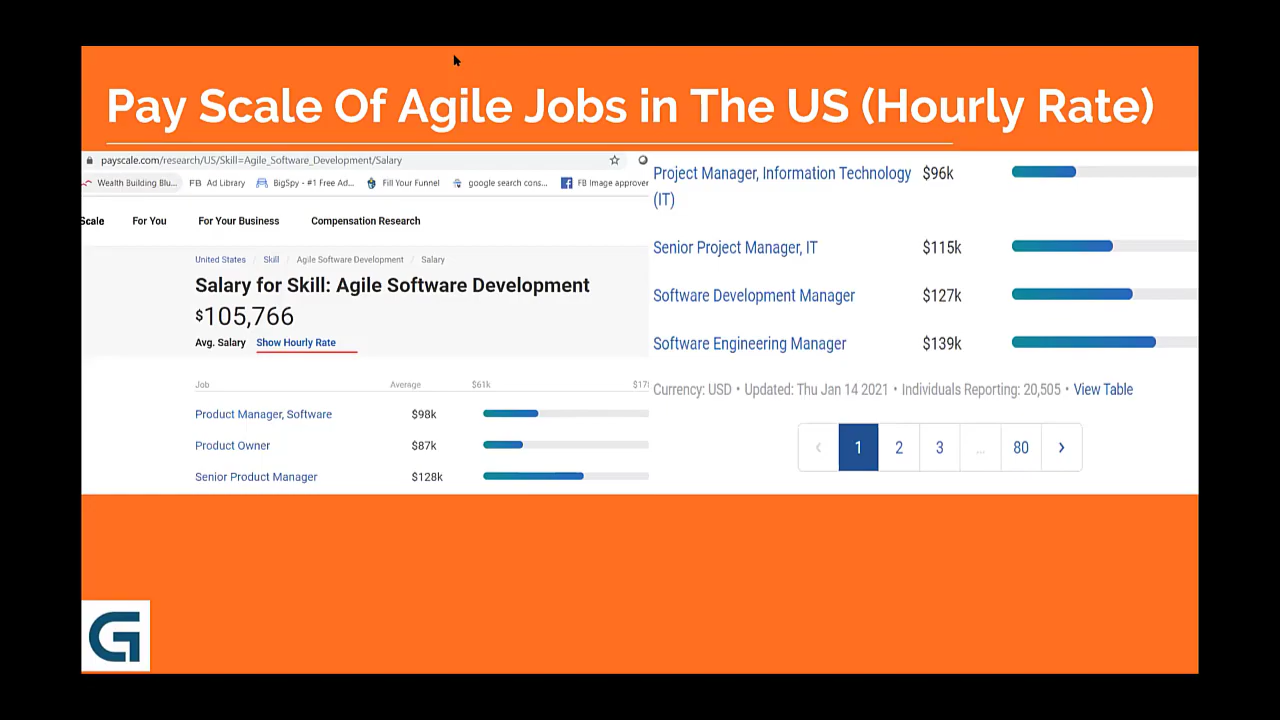 Pay Scale Of Agile Jobs in The US (Hourly Rate)
payscale.com/research/US/Skill=Agile_Software_Development/Salary
Wealth Building Blu... FB Ad Library BigSpy - #1 Free Ad... Fill Your Funnel google search cons... FB Image approver
Scale For You For Your Business Compensation Research
United States / Skill / Agile Software Development / Salary
Salary for Skill: Agile Software Development
$105,766
Avg. Salary Show Hourly Rate
Job Average $61k $17
Product Manager, Software $98k
Product Owner $87k
Senior Product Manager $128k
Project Manager, Information Technology $96k
(IT)
Senior Project Manager, IT $115k
Software Development Manager $127k
Software Engineering Manager $139k
Currency: USD • Updated: Thu Jan 14 2021 • Individuals Reporting: 20,505 • View Table
‹ 1 2 3 ... 80 ›
G